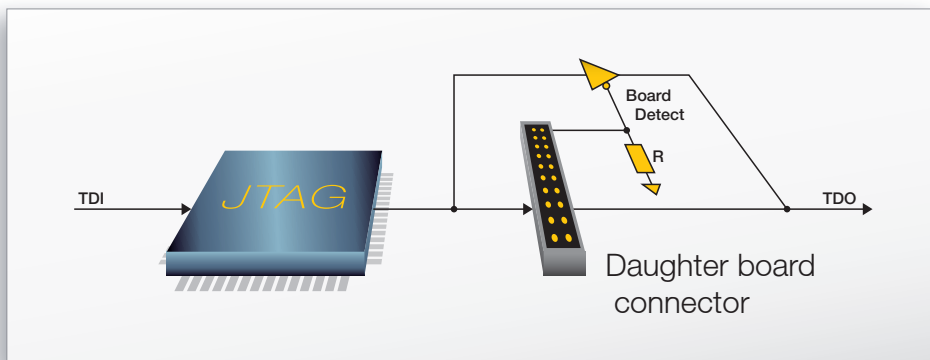 Board
Detect
R
TDI
JTAG
TDO
Daughter board
connector